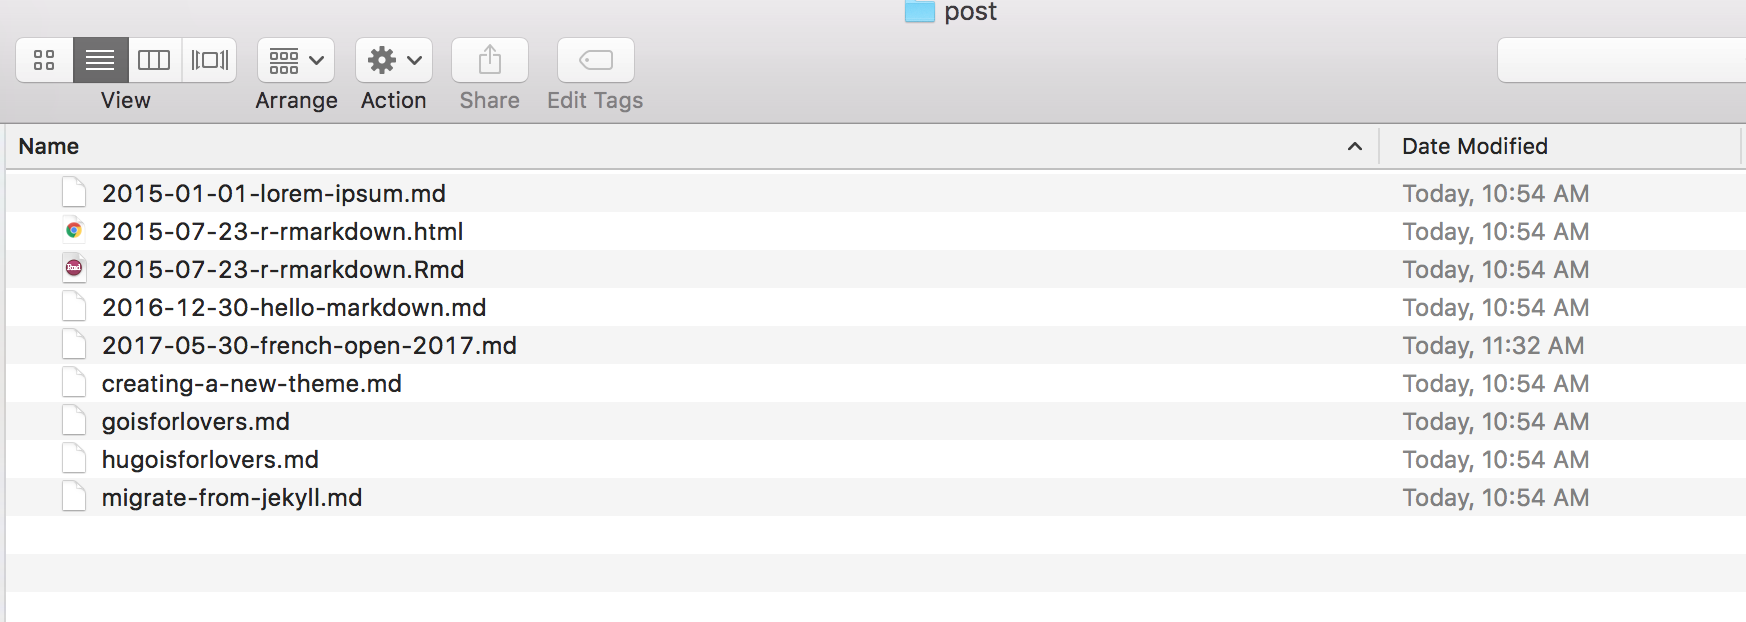 post
View Arrange Action Share Edit Tags
Name Date Modified
2015-01-01-lorem-ipsum.md Today, 10:54 AM
2015-07-23-r-rmarkdown.html Today, 10:54 AM
Rmd 2015-07-23-r-rmarkdown.Rmd Today, 10:54 AM
2016-12-30-hello-markdown.md Today, 10:54 AM
2017-05-30-french-open-2017.md Today, 11:32 AM
creating-a-new-theme.md Today, 10:54 AM
goisforlovers.md Today, 10:54 AM
hugoisforlovers.md Today, 10:54 AM
migrate-from-jekyll.md Today, 10:54 AM